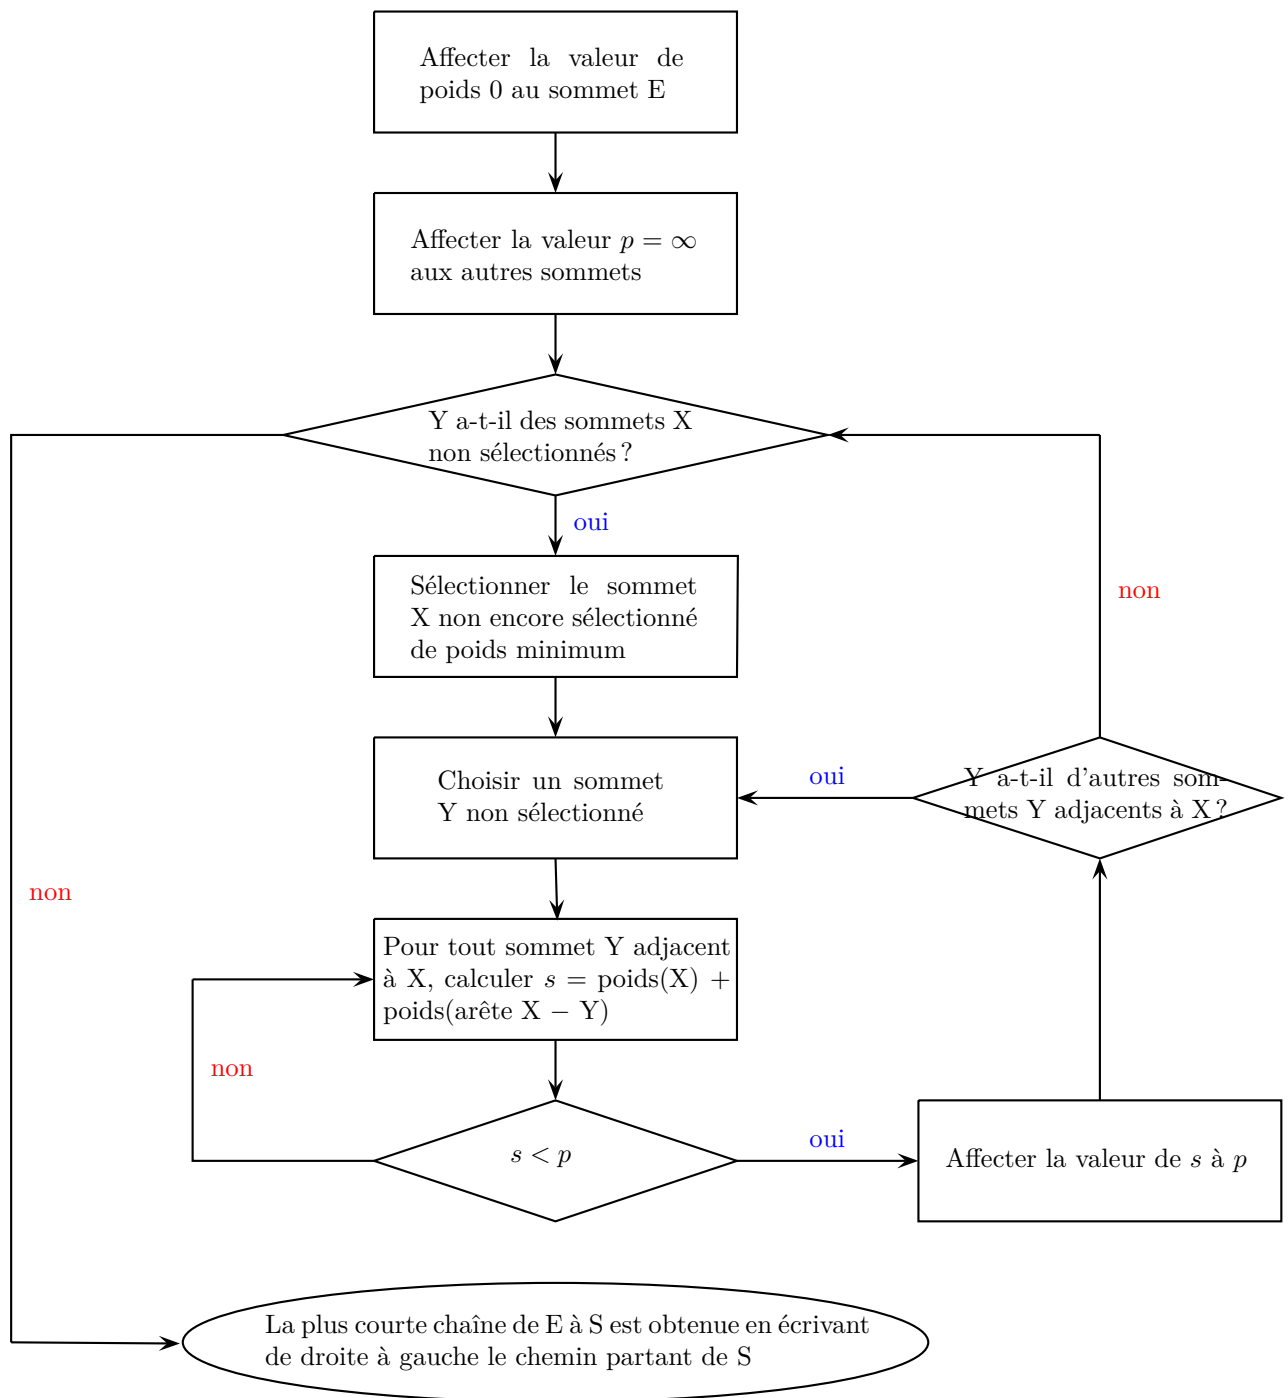 Affecter la valeur de
poids 0 au sommet E
Affecter la valeur p = ∞
aux autres sommets
Y a-t-il des sommets X
non sélectionnés ?
oui
Sélectionner le sommet
X non encore sélectionné
de poids minimum
non
Choisir un sommet
Y non sélectionné
oui
Y a-t-il d'autres som-
mets Y adjacents à X ?
non
Pour tout sommet Y adjacent
à X, calculer s = poids(X) +
poids(arête X − Y)
non
s < p
oui
Affecter la valeur de s à p
La plus courte chaîne de E à S est obtenue en écrivant
de droite à gauche le chemin partant de S